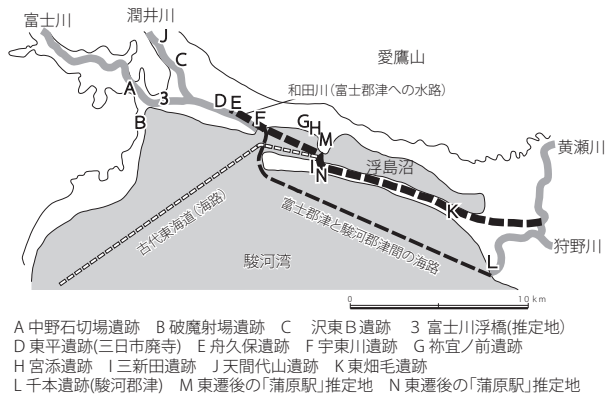 富士川
潤井川
愛鷹山
J
C
和田川(富士郡津への水路)
A
3
D E
B
F
G
H
M
黄瀬川
浮島沼
I
N
古代東海道(海路)
富士郡津と駿河郡津間の海路
K
狩野川
駿河湾
L
0
10 km
A 中野石切場遺跡 B 破魔射場遺跡 C 沢東B遺跡 3 富士川浮橋(推定地)
D 東平遺跡(三日市廃寺) E 舟久保遺跡 F 宇東川遺跡 G 祢宜ノ前遺跡
H 宮添遺跡 I 三新田遺跡 J 天間代山遺跡 K 東畑毛遺跡
L 千本遺跡(駿河郡津) M 東遷後の「蒲原駅」推定地 N 東遷後の「蒲原駅」推定地